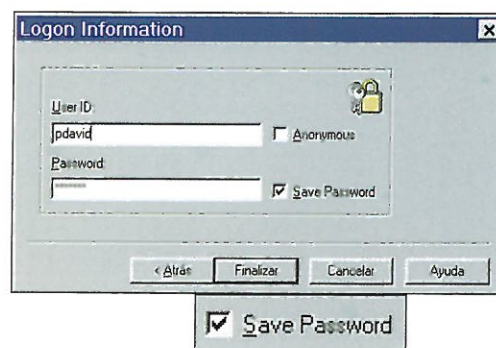 Logon Information
User ID:
pdavid
Anonymous
Password:
*******
Save Password
< Atrás Finalizar Cancelar Ayuda
Save Password